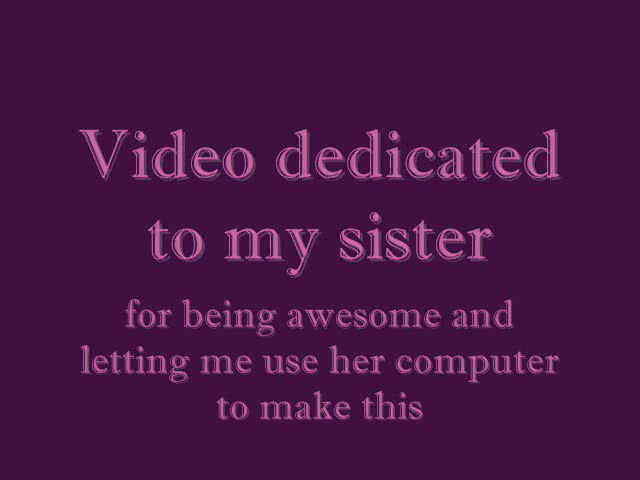 Video dedicated
to my sister
for being awesome and
letting me use her computer
to make this